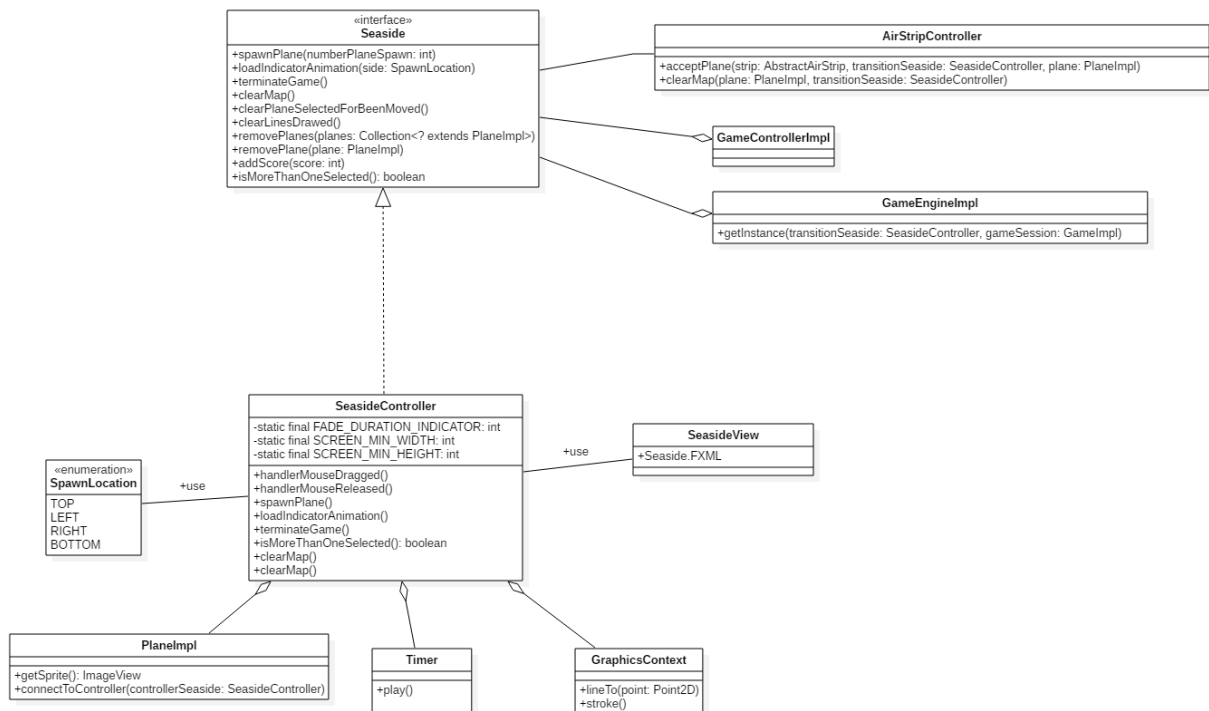 «interface»
Seaside
+spawnPlane(numberPlaneSpawn: int)
+loadIndicatorAnimation(side: SpawnLocation)
+terminateGame()
+clearMap()
+clearPlaneSelectedForBeenMoved()
+clearLinesDrawed()
+removePlanes(planes: Collection<? extends PlaneImpl>)
+removePlane(plane: PlaneImpl)
+addScore(score: int)
+isMoreThanOneSelected(): boolean
AirStripController
+acceptPlane(strip: AbstractAirStrip, transitionSeaside: SeasideController, plane: PlaneImpl)
+clearMap(plane: PlaneImpl, transitionSeaside: SeasideController)
GameControllerImpl
GameEngineImpl
+getInstance(transitionSeaside: SeasideController, gameSession: GameImpl)
SeasideController
-static final FADE_DURATION_INDICATOR: int
-static final SCREEN_MIN_WIDTH: int
-static final SCREEN_MIN_HEIGHT: int
+handlerMouseDragged()
+handlerMouseReleased()
+spawnPlane()
+loadIndicatorAnimation()
+terminateGame()
+isMoreThanOneSelected(): boolean
+clearMap()
+clearMap()
+use
SeasideView
+Seaside.FXML
«enumeration»
SpawnLocation
TOP
LEFT
RIGHT
BOTTOM
+use
PlaneImpl
+getSprite(): ImageView
+connectToController(controllerSeaside: SeasideController)
Timer
+play()
GraphicsContext
+lineTo(point: Point2D)
+stroke()